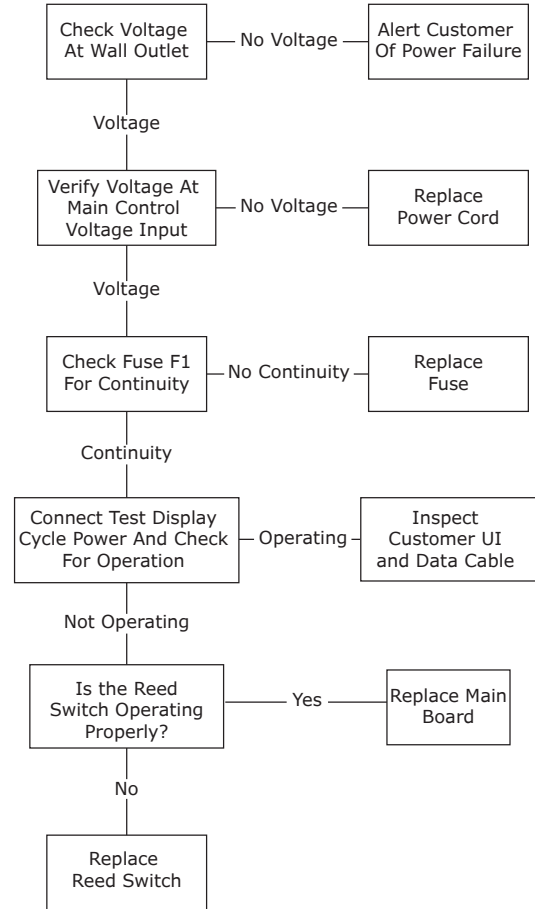 Check Voltage
At Wall Outlet
No Voltage
Alert Customer
Of Power Failure
Voltage
Verify Voltage At
Main Control
Voltage Input
No Voltage
Replace
Power Cord
Voltage
Check Fuse F1
For Continuity
No Continuity
Replace
Fuse
Continuity
Connect Test Display
Cycle Power And Check
For Operation
Operating
Inspect
Customer UI
and Data Cable
Not Operating
Is the Reed
Switch Operating
Properly?
Yes
Replace Main
Board
No
Replace
Reed Switch